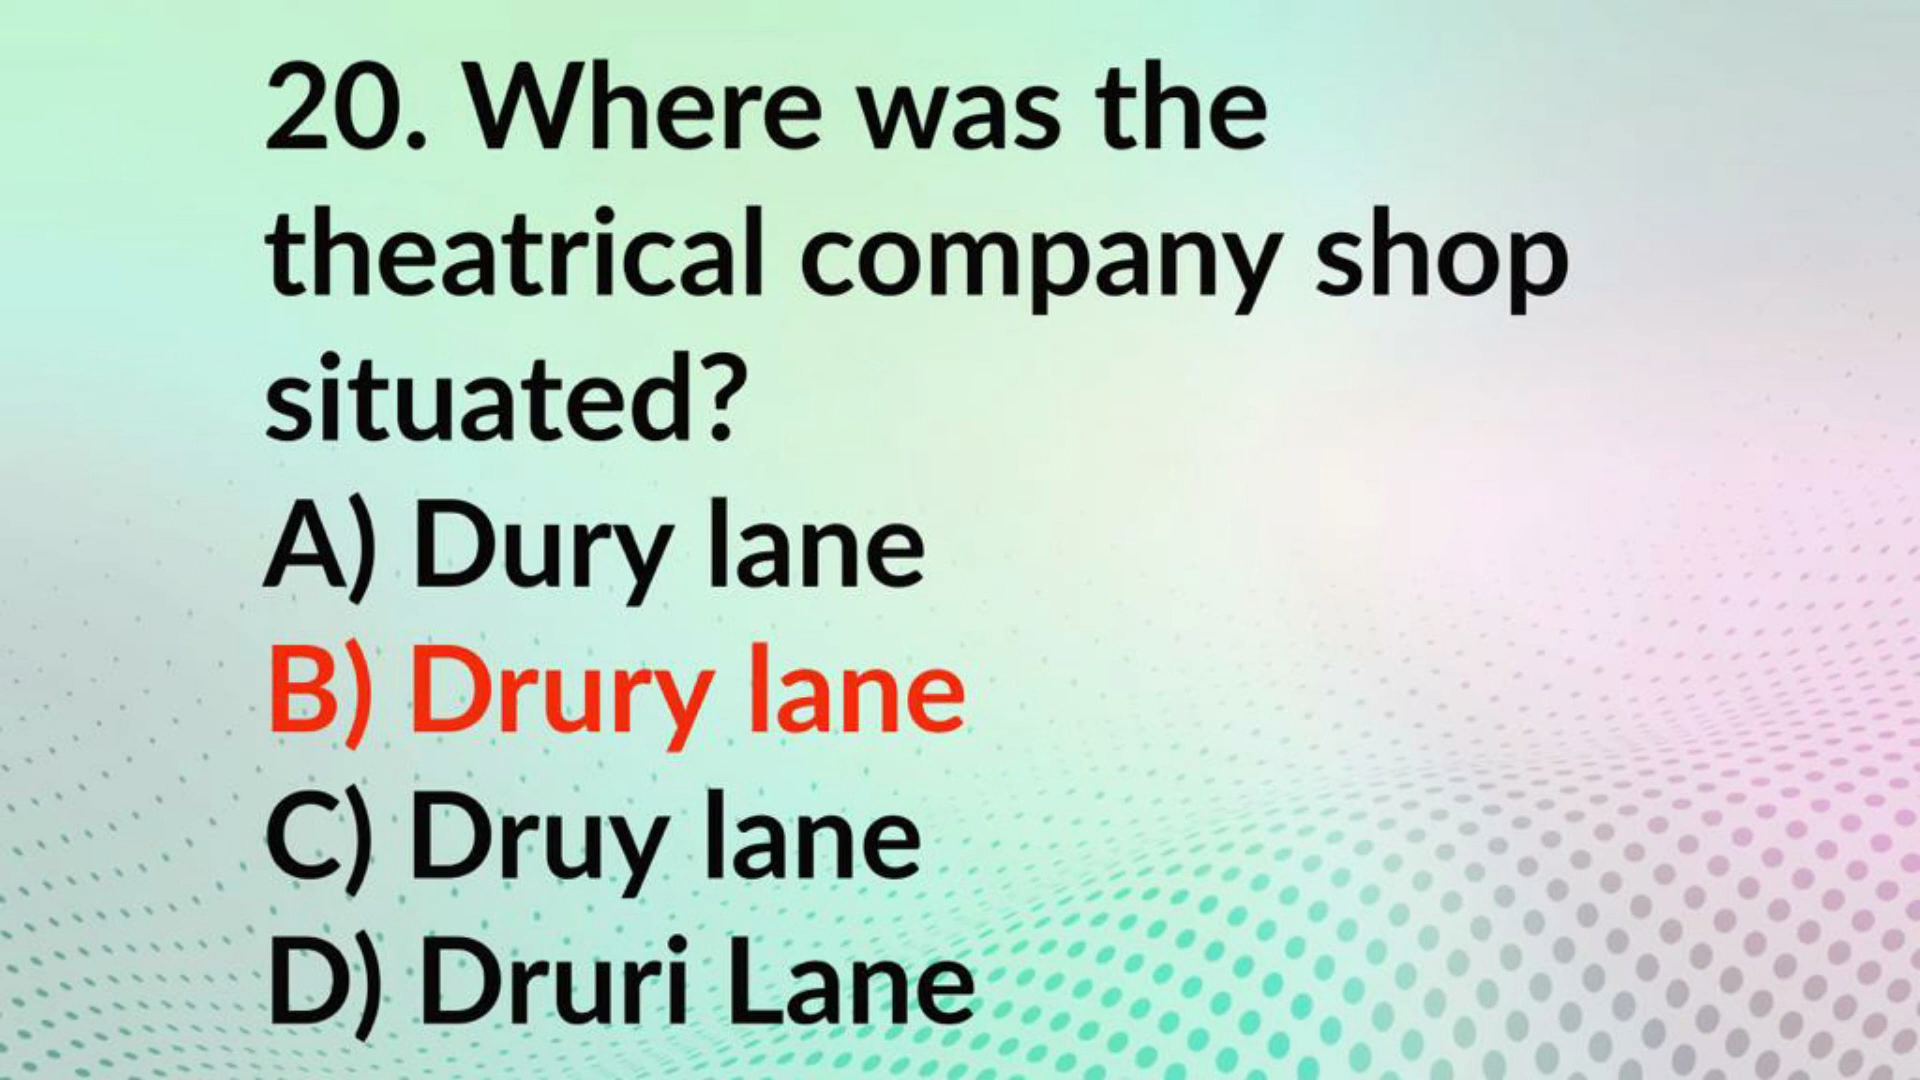 20. Where was the
theatrical company shop
situated?
A) Dury lane
B) Drury lane
C) Druy lane
D) Druri Lane